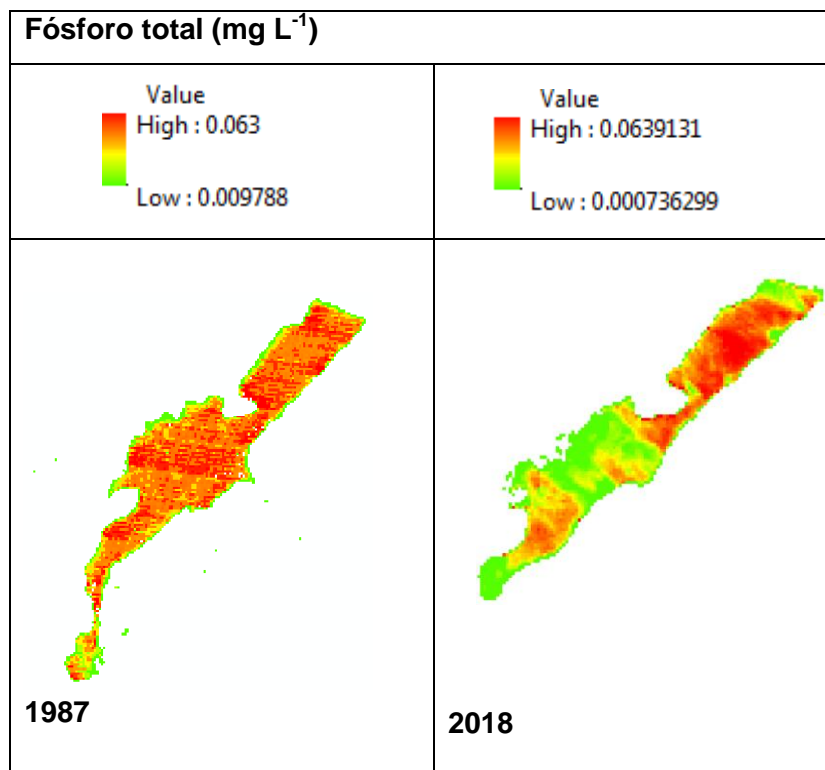 Fósforo total (mg L-1)
Value
High : 0.063
Low : 0.009788
Value
High : 0.0639131
Low : 0.000736299
1987
2018